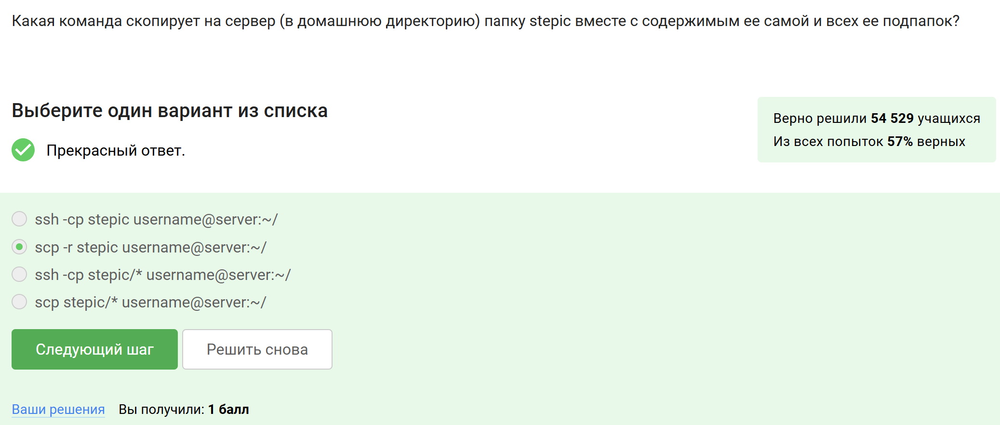 Какая команда скопирует на сервер (в домашнюю директорию) папку stepic вместе с содержимым ее самой и всех ее подпапок?
Выберите один вариант из списка
Прекрасный ответ.
Верно решили 54 529 учащихся
Из всех попыток 57% верных
ssh -cp stepic username@server:~/
scp -r stepic username@server:~/
ssh -cp stepic/* username@server:~/
scp stepic/* username@server:~/
Следующий шаг
Решить снова
Ваши решения Вы получили: 1 балл